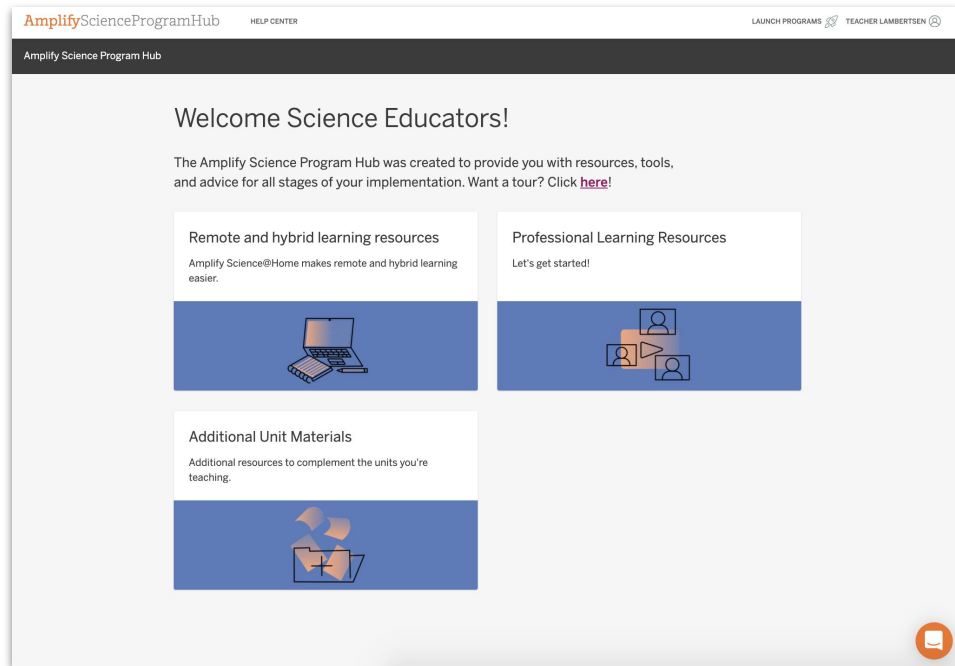 AmplifyScienceProgramHub
HELP CENTER
LAUNCH PROGRAMS
TEACHER LAMBERTSEN
Amplify Science Program Hub
Welcome Science Educators!
The Amplify Science Program Hub was created to provide you with resources, tools,
and advice for all stages of your implementation. Want a tour? Click here!
Remote and hybrid learning resources
Amplify Science@Home makes remote and hybrid learning
easier.
Professional Learning Resources
Let's get started!
Additional Unit Materials
Additional resources to complement the units you're
teaching.